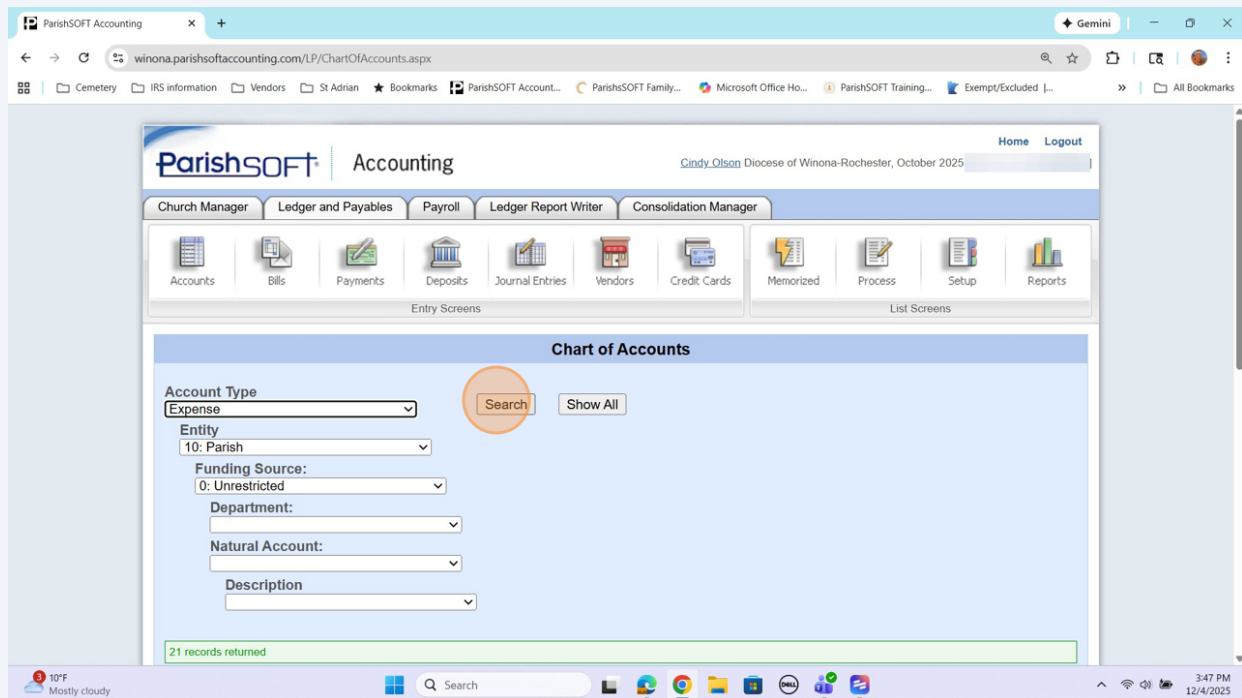 ParishSOFT Accounting
Gemini
winona.parishsoftaccounting.com/LP/ChartOfAccounts.aspx
Cemetery IRS information Vendors St Adrian Bookmarks ParishSOFT Account... ParishsSOFT Family... Microsoft Office Ho... ParishSOFT Training... Exempt/Excluded |... » All Bookmarks
Home Logout
ParishSOFT Accounting
Cindy Olson Diocese of Winona-Rochester, October 2025
Church Manager Ledger and Payables Payroll Ledger Report Writer Consolidation Manager
Accounts Bills Payments Deposits Journal Entries Vendors Credit Cards Memorized Process Setup Reports
Entry Screens List Screens
Chart of Accounts
Account Type
Expense Search Show All
Entity
10: Parish
Funding Source:
0: Unrestricted
Department:
Natural Account:
Description
21 records returned
3 10°F
Mostly cloudy
Search
DELL
3:47 PM
12/4/2025